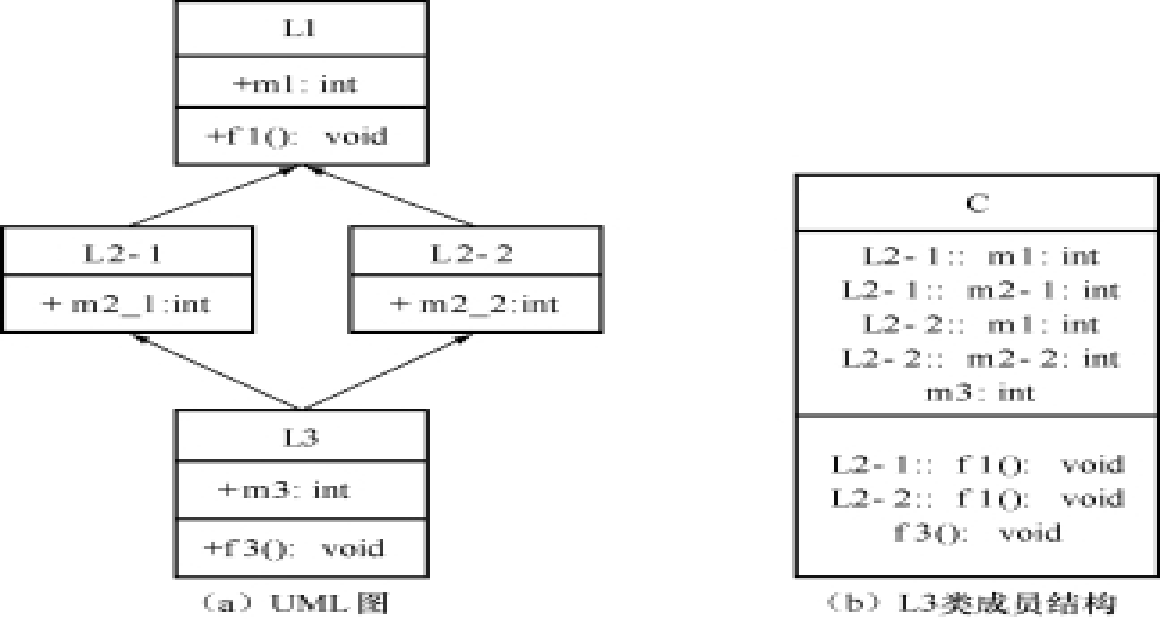 L1
+m1: int
+f1(): void
L2-1
+ m2_1:int
L2-2
+ m2_2:int
L3
+m3: int
+f3(): void
(a) UML 图
C
L2-1:: m1: int
L2-1:: m2-1: int
L2-2:: m1: int
L2-2:: m2-2: int
m3: int
L2-1:: f1(): void
L2-2:: f1(): void
f3(): void
(b) L3类成员结构